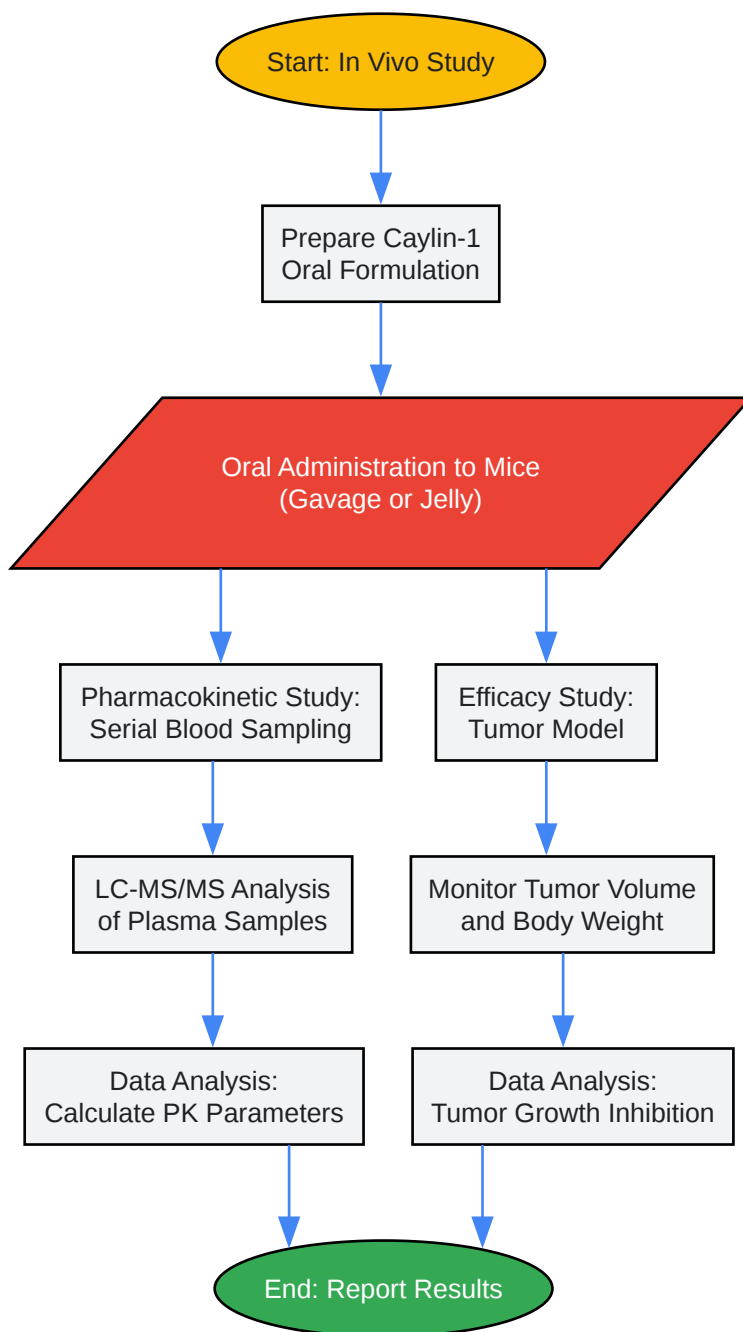 Start: In Vivo Study
Prepare Caylin-1
Oral Formulation
Oral Administration to Mice
(Gavage or Jelly)
Pharmacokinetic Study:
Serial Blood Sampling
Efficacy Study:
Tumor Model
LC-MS/MS Analysis
of Plasma Samples
Monitor Tumor Volume
and Body Weight
Data Analysis:
Calculate PK Parameters
Data Analysis:
Tumor Growth Inhibition
End: Report Results